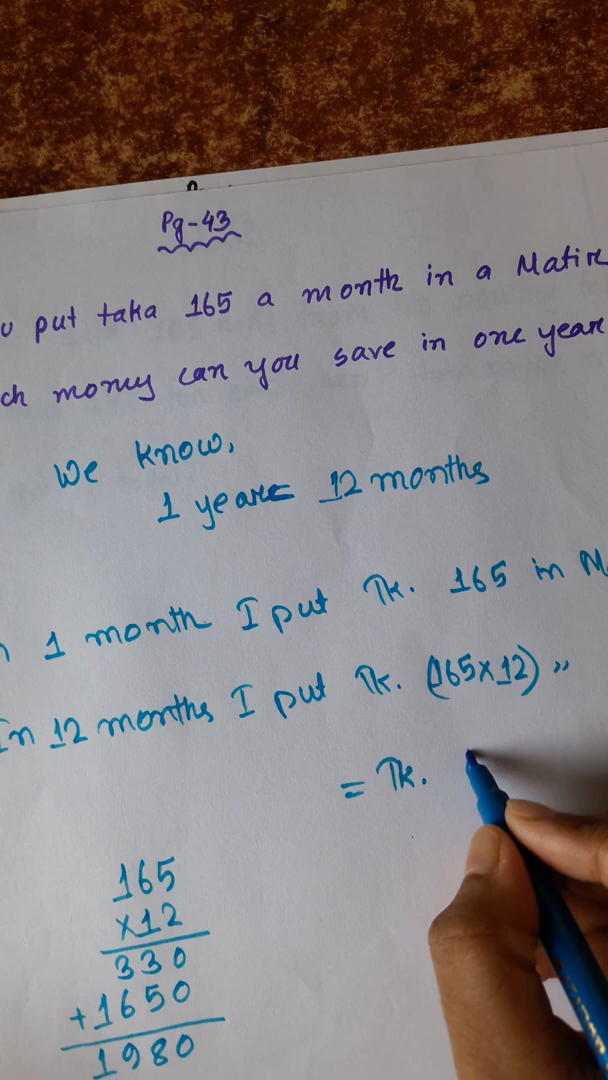 Pg-43
u put taka 165 a month in a Matir
ch money can you save in one year
We know,
1 year = 12 months
n 1 month I put Tk. 165 in M
In 12 months I put Tk. (165x12) "
= Tk.
165
x12
330
+1650
1980